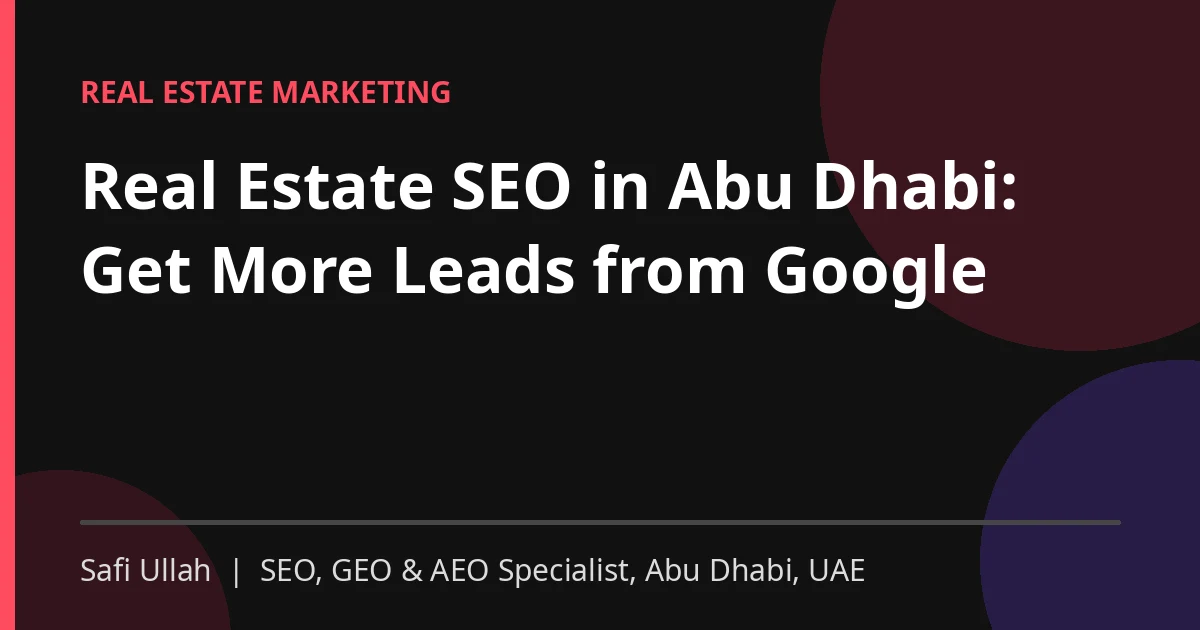 REAL ESTATE MARKETING
Real Estate SEO in Abu Dhabi:
Get More Leads from Google
Safi Ullah | SEO, GEO & AEO Specialist, Abu Dhabi, UAE